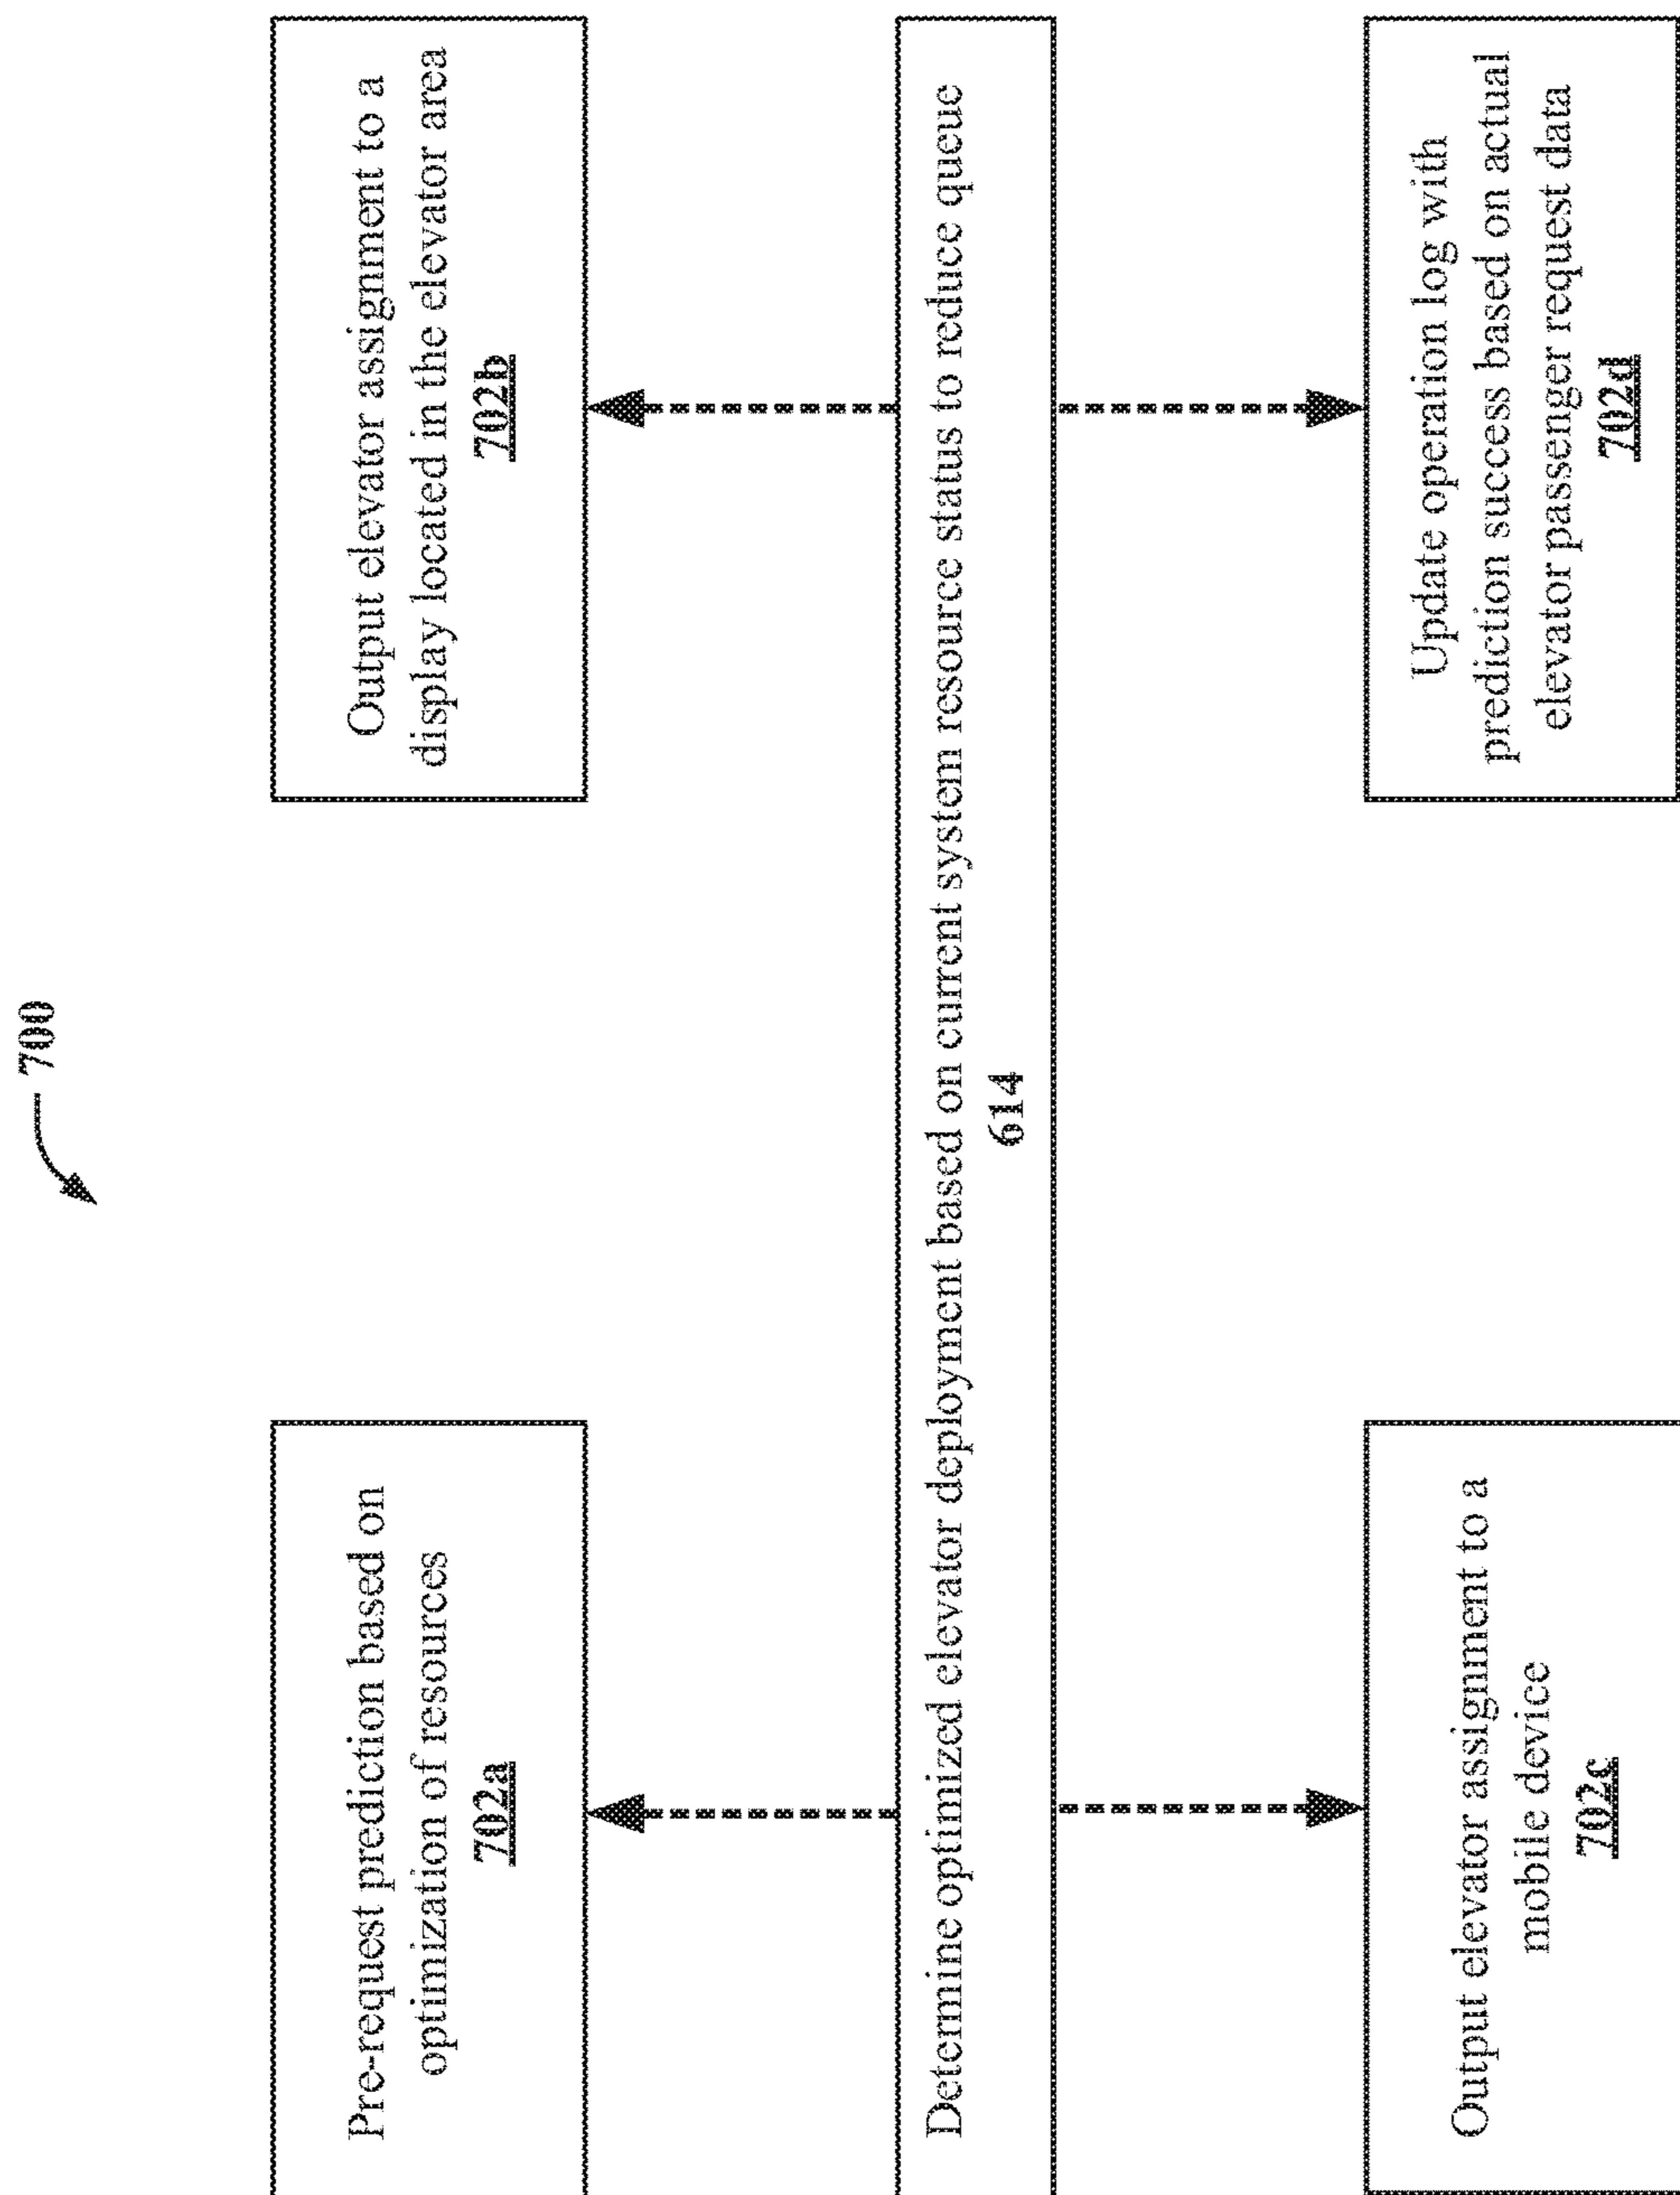 700
Pre-request prediction based on
optimization of resources
702a
Output elevator assignment to a
display located in the elevator area
702b
Determine optimized elevator deployment based on current system resource status to reduce queue
614
Output elevator assignment to a
mobile device
702c
Update operation log with
prediction success based on actual
elevator passenger request data
702d